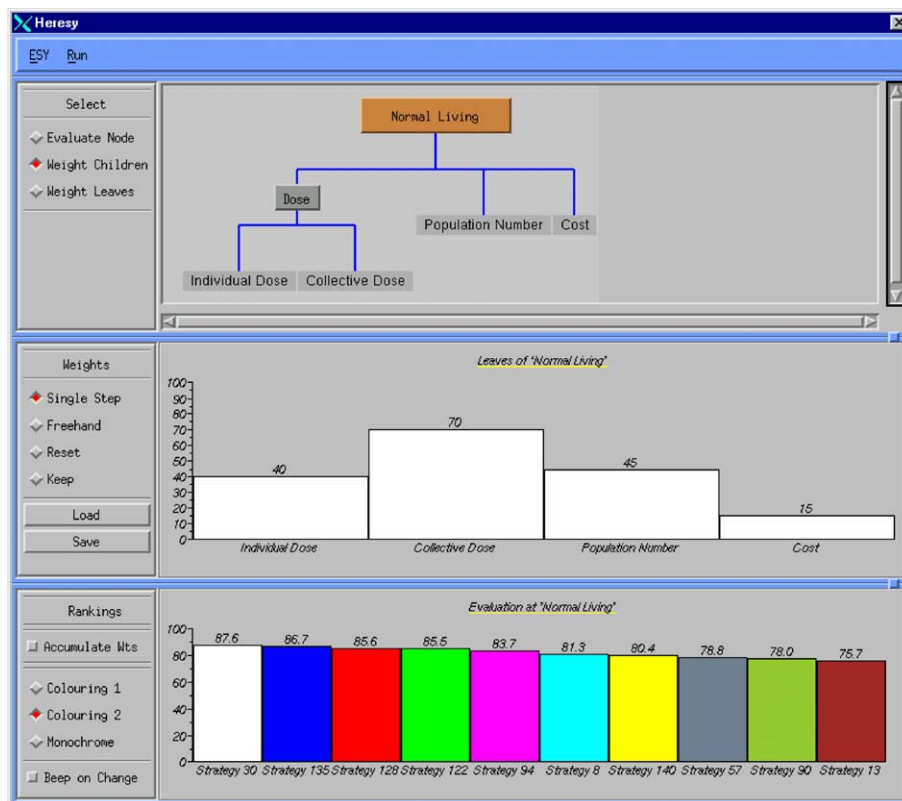 Heresy
ESY Run
Select
Evaluate Node
Weight Children
Weight Leaves
Normal Living
Dose
Population Number Cost
Individual Dose Collective Dose
Weights
Single Step
Freehand
Reset
Keep
Load
Save
Leaves of "Normal Living"
100
90
80
70
60
50
40
30
20
10
0
40
70
45
15
Individual Dose Collective Dose Population Number Cost
Rankings
Accumulate Wts
Colouring 1
Colouring 2
Monochrome
Beep on Change
Evaluation at "Normal Living"
100
80
60
40
20
0
87.6 86.7 85.6 85.5 83.7 81.3 80.4 78.8 78.0 75.7
Strategy 30 Strategy 135 Strategy 128 Strategy 122 Strategy 94 Strategy 8 Strategy 140 Strategy 57 Strategy 90 Strategy 13